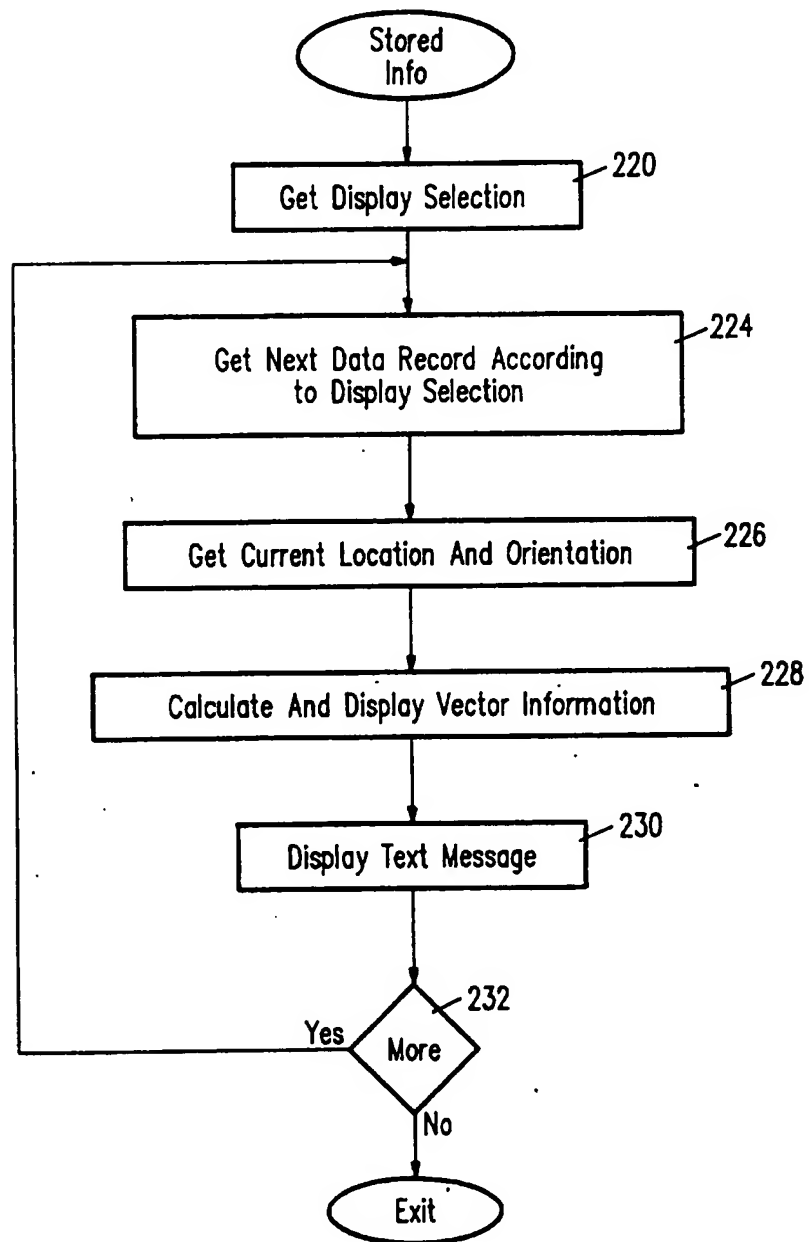 Stored
Info
220
Get Display Selection
224
Get Next Data Record According
to Display Selection
226
Get Current Location And Orientation
228
Calculate And Display Vector Information
230
Display Text Message
232
Yes
More
No
Exit